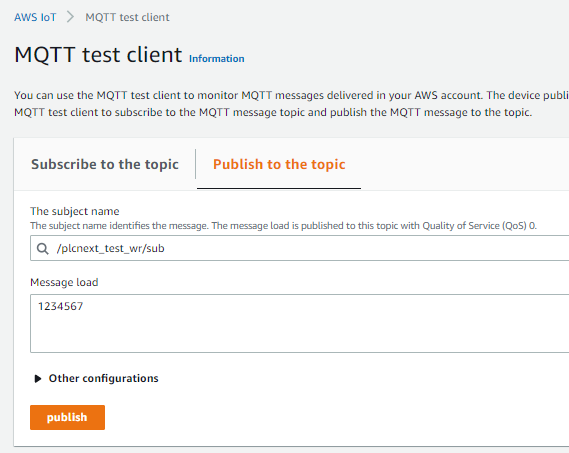 AWS IoT > MQTT test client
MQTT test client Information
You can use the MQTT test client to monitor MQTT messages delivered in your AWS account. The device publi
MQTT test client to subscribe to the MQTT message topic and publish the MQTT message to the topic.
Subscribe to the topic Publish to the topic
The subject name
The subject name identifies the message. The message load is published to this topic with Quality of Service (QoS) 0.
/plcnext_test_wr/sub
Message load
1234567
Other configurations
publish